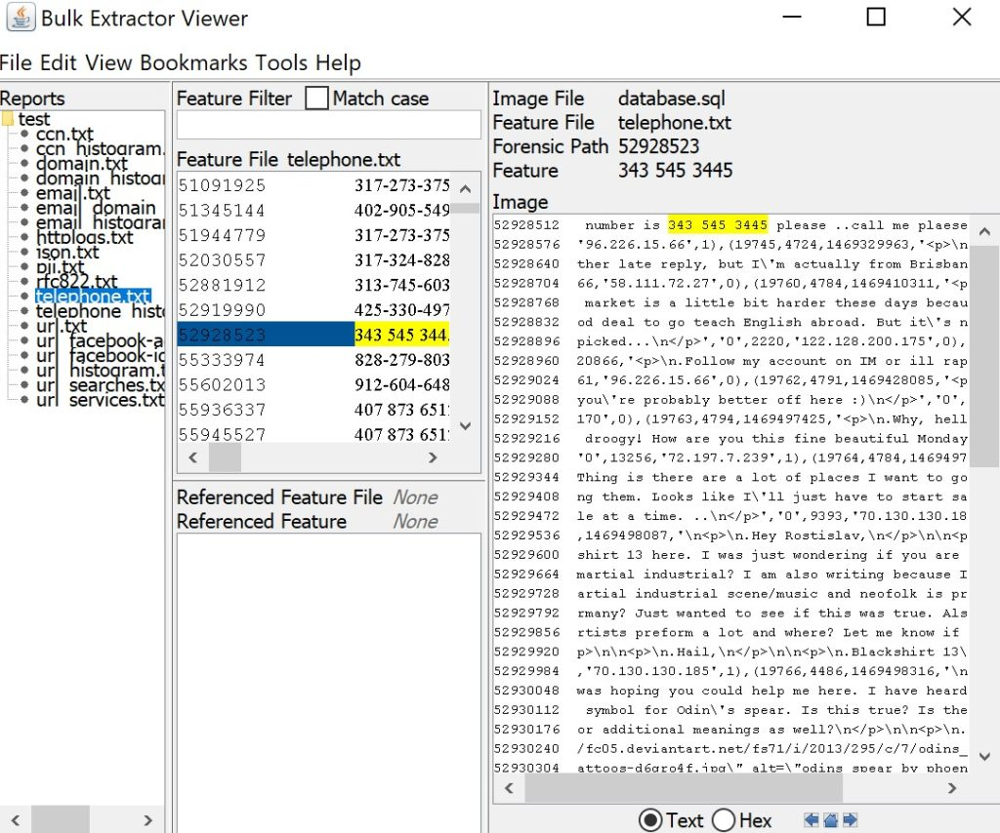 Bulk Extractor Viewer
File Edit View Bookmarks Tools Help
Reports
test
ccn.txt
ccn_histogram.
domain.txt
domain_histog
email.txt
email_domain_
email_histogra
httplogs.txt
json.txt
pii.txt
rfc822.txt
telephone.txt
telephone_histo
url.txt
url_facebook-a
url_facebook-id
url_histogram.t
url_searches.tx
url_services.txt
Feature Filter Match case
Feature File telephone.txt
51091925 317-273-375
51345144 402-905-549
51944779 317-273-375
52030557 317-324-828
52881912 313-745-603
52919990 425-330-497
52928523 343 545 344
55333974 828-279-803
55602013 912-604-648
55936337 407 873 651
55945527 407 873 651
Referenced Feature File None
Referenced Feature None
Image File database.sql
Feature File telephone.txt
Forensic Path 52928523
Feature 343 545 3445
Image
52928512 number is 343 545 3445 please ..call me plaese
52928576 '96.226.15.66',1),(19745,4724,1469329963,'<p>\n
52928640 ther late reply, but I\'m actually from Brisban
52928704 66,'58.111.72.27',0),(19760,4784,1469410311,'<p
52928768 market is a little bit harder these days becau
52928832 od deal to go teach English abroad. But it\'s n
52928896 picked...\n</p>','0',2220,'122.128.200.175',0),
52928960 20866,'<p>\n.Follow my account on IM or ill rap
52929024 61,'96.226.15.66',0),(19762,4791,1469428085,'<p
52929088 you\'re probably better off here :)\n</p>','0',
52929152 170',0),(19763,4794,1469497425,'<p>\n.Why, hell
52929216 droogy! How are you this fine beautiful Monday
52929280 '0',13256,'72.197.7.239',1),(19764,4784,1469497
52929344 Thing is there are a lot of places I want to go
52929408 ng them. Looks like I\'ll just have to start sa
52929472 le at a time. ..\n</p>','0',9393,'70.130.130.18
52929536 ,1469498087,'\n<p>\n.Hey Rostislav,\n</p>\n\n<p
52929600 shirt 13 here. I was just wondering if you are
52929664 martial industrial? I am also writing because I
52929728 artial industrial scene/music and neofolk is pr
52929792 rmany? Just wanted to see if this was true. Als
52929856 rtists preform a lot and where? Let me know if
52929920 p>\n\n<p>\n.Hail,\n</p>\n\n<p>\n.Blackshirt 13\
52929984 ,'70.130.130.185',1),(19766,4486,1469498316,'\n
52930048 was hoping you could help me here. I have heard
52930112 symbol for Odin\'s spear. Is this true? Is the
52930176 or additional meanings as well?\n</p>\n\n<p>\n.
52930240 /fc05.deviantart.net/fs71/i/2013/295/c/7/odins_
52930304 attoos-d6gro4f.jpg\" alt=\"odins spear by phoen
Text Hex